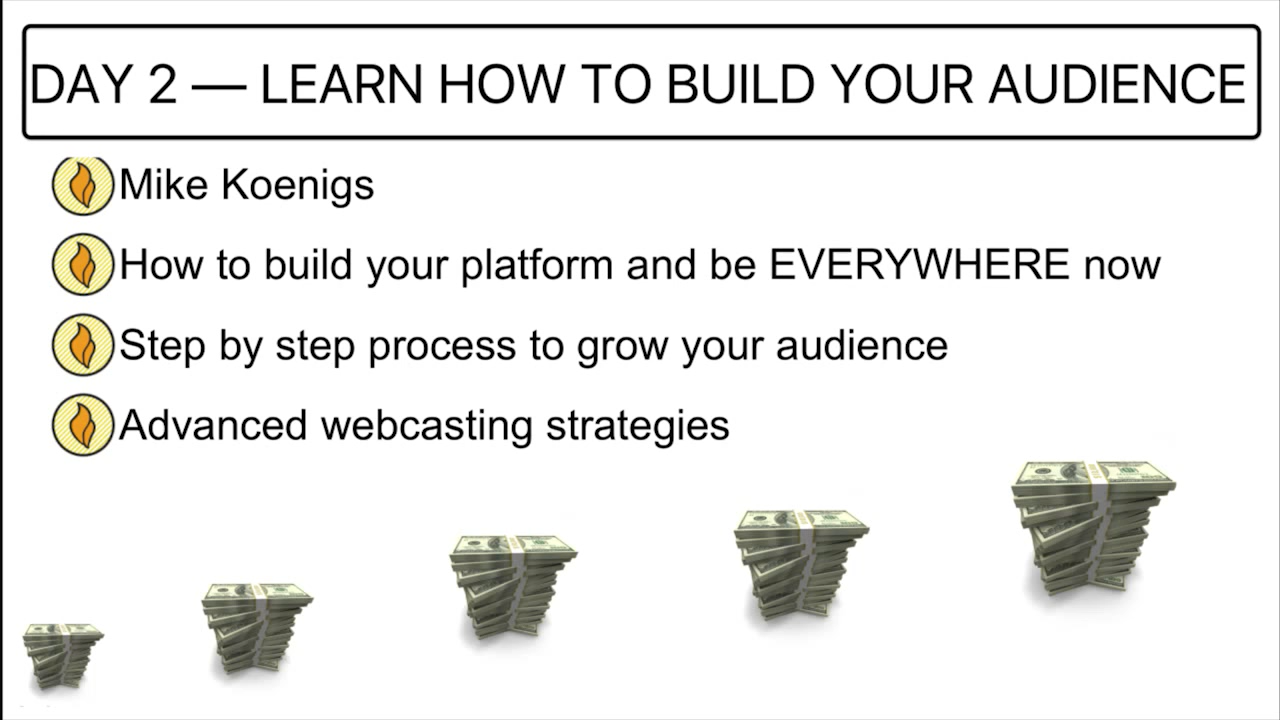 DAY 2 — LEARN HOW TO BUILD YOUR AUDIENCE
Mike Koenigs
How to build your platform and be EVERYWHERE now
Step by step process to grow your audience
Advanced webcasting strategies